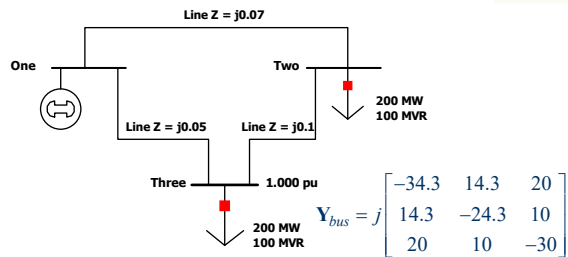 Line Z = j0.07
One
Two
200 MW
100 MVR
Line Z = j0.05
Line Z = j0.1
Three
1.000 pu
200 MW
100 MVR
Y_bus = j [ −34.3 14.3 20
14.3 −24.3 10
20 10 −30 ]